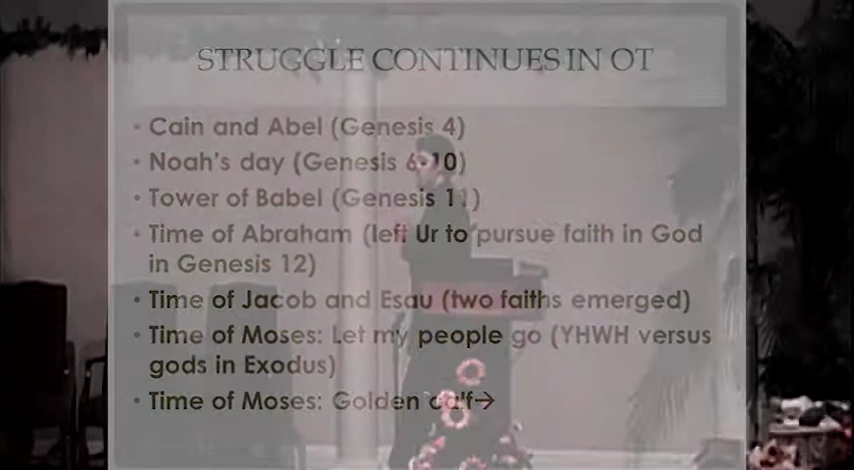 STRUGGLE CONTINUES IN OT
• Cain and Abel (Genesis 4)
• Noah's day (Genesis 6-10)
• Tower of Babel (Genesis 11)
• Time of Abraham (left Ur to pursue faith in God
in Genesis 12)
• Time of Jacob and Esau (two faiths emerged)
• Time of Moses: Let my people go (YHWH versus
gods in Exodus)
• Time of Moses: Golden calf→